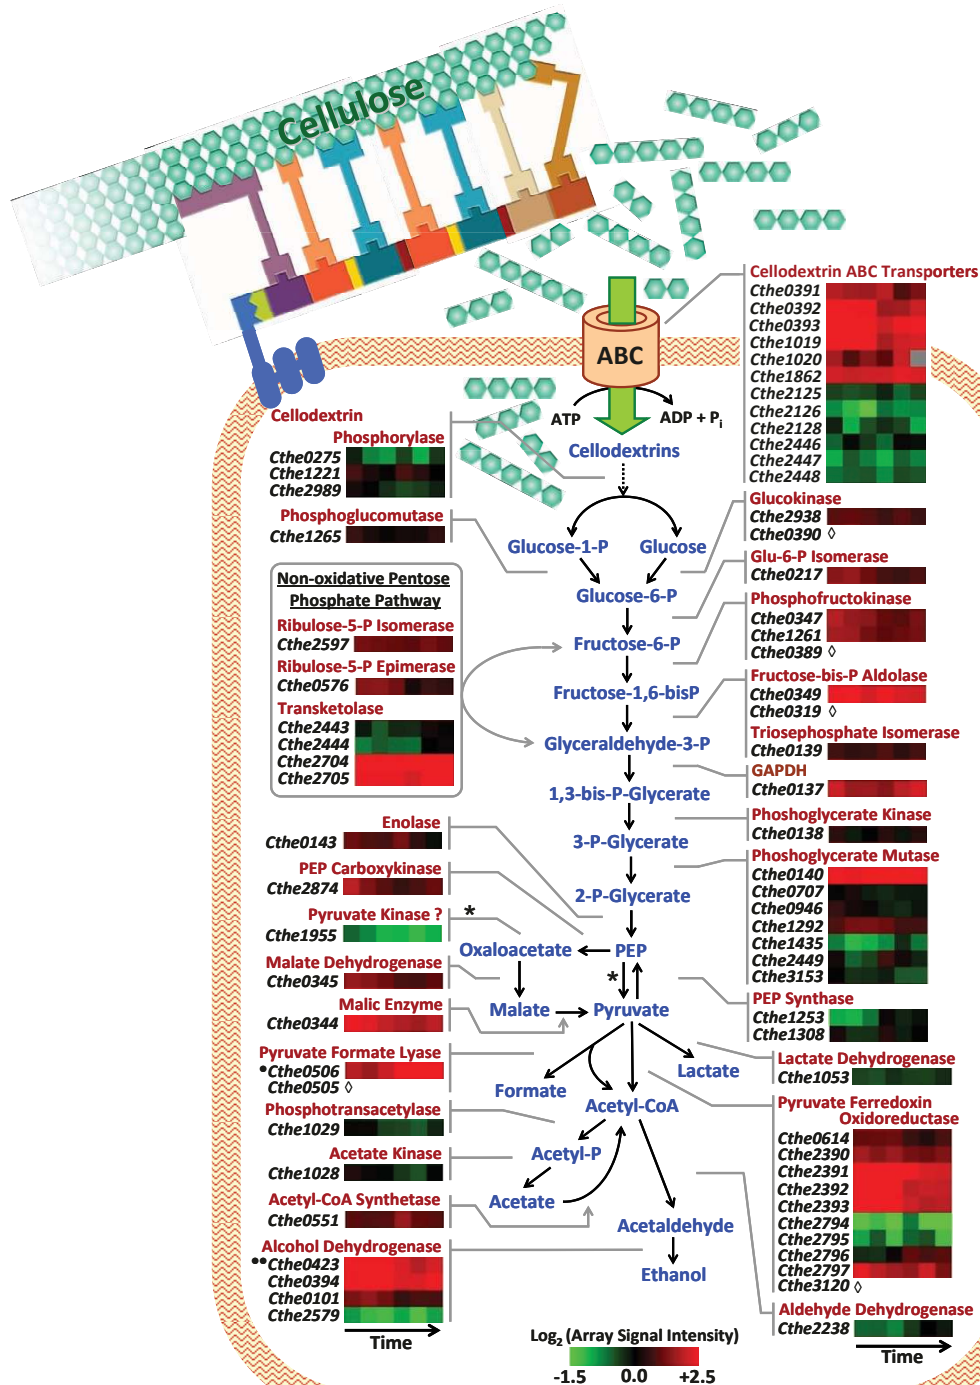 Cellulose
Cellodextrin ABC Transporters
Cthe0391
Cthe0392
Cthe0393
Cthe1019
Cthe1020
Cthe1862
Cthe2125
Cthe2126
Cthe2128
Cthe2446
Cthe2447
Cthe2448
ABC
ATP
ADP + Pi
Cellodextrins
Cellodextrin
Phosphorylase
Cthe0275
Cthe1221
Cthe2989
Phosphoglucomutase
Cthe1265
Glucose-1-P
Glucose
Glucokinase
Cthe2938
Cthe0390 ◊
Glucose-6-P
Glu-6-P Isomerase
Cthe0217
Non-oxidative Pentose
Phosphate Pathway
Ribulose-5-P Isomerase
Cthe2597
Ribulose-5-P Epimerase
Cthe0576
Transketolase
Cthe2443
Cthe2444
Cthe2704
Cthe2705
Fructose-6-P
Phosphofructokinase
Cthe0347
Cthe1261
Cthe0389 ◊
Fructose-1,6-bisP
Fructose-bis-P Aldolase
Cthe0349
Cthe0319 ◊
Glyceraldehyde-3-P
Triosephosphate Isomerase
Cthe0139
GAPDH
Cthe0137
1,3-bis-P-Glycerate
Phoshoglycerate Kinase
Cthe0138
3-P-Glycerate
Phoshoglycerate Mutase
Cthe0140
Cthe0707
Cthe0946
Cthe1292
Cthe1435
Cthe2449
Cthe3153
2-P-Glycerate
Enolase
Cthe0143
PEP Carboxykinase
Cthe2874
Pyruvate Kinase ? *
Cthe1955
Oxaloacetate
PEP
*
Malate Dehydrogenase
Cthe0345
Malic Enzyme
Cthe0344
Malate
Pyruvate
PEP Synthase
Cthe1253
Cthe1308
Pyruvate Formate Lyase
•Cthe0506
Cthe0505 ◊
Formate
Lactate
Lactate Dehydrogenase
Cthe1053
Acetyl-CoA
Phosphotransacetylase
Cthe1029
Acetyl-P
Acetate Kinase
Cthe1028
Acetate
Acetyl-CoA Synthetase
Cthe0551
Pyruvate Ferredoxin
Oxidoreductase
Cthe0614
Cthe2390
Cthe2391
Cthe2392
Cthe2393
Cthe2794
Cthe2795
Cthe2796
Cthe2797
Cthe3120 ◊
Acetaldehyde
Ethanol
Alcohol Dehydrogenase
••Cthe0423
Cthe0394
Cthe0101
Cthe2579
Time
Aldehyde Dehydrogenase
Cthe2238
Time
Log2 (Array Signal Intensity)
-1.5 0.0 +2.5